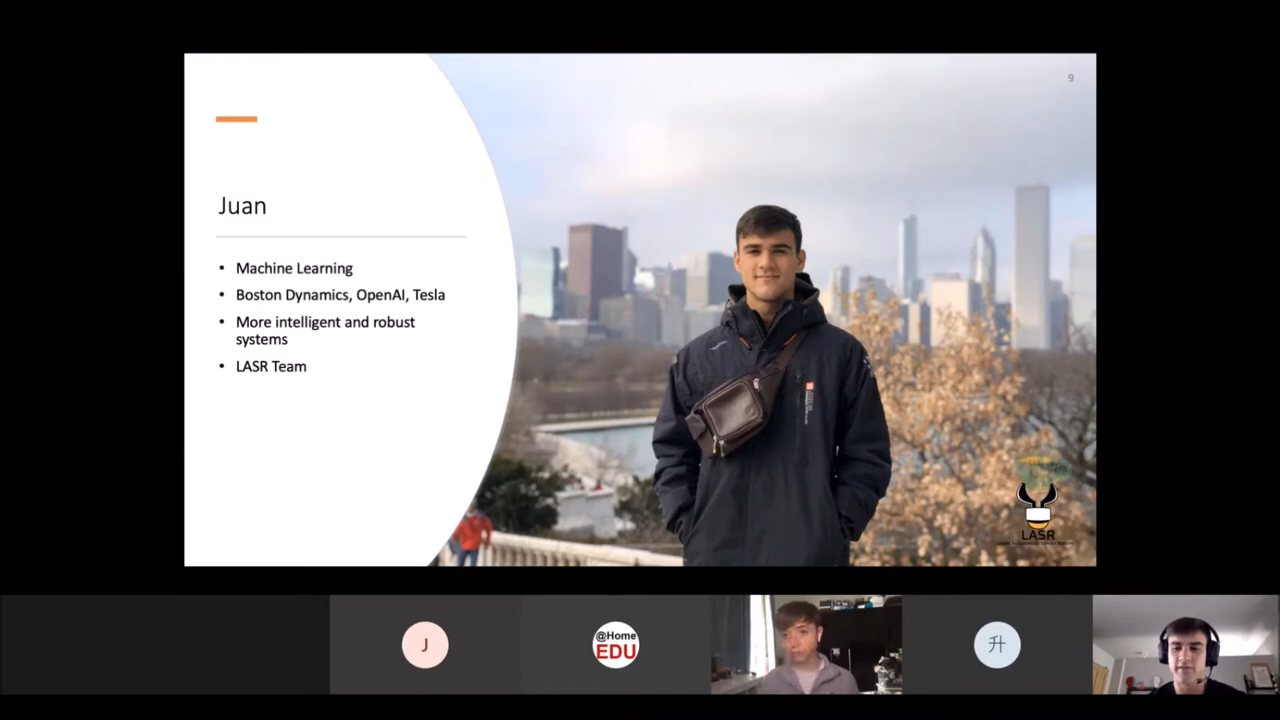 9
Juan
• Machine Learning
• Boston Dynamics, OpenAI, Tesla
• More intelligent and robust
systems
• LASR Team
LASR
J
@Home
EDU
升